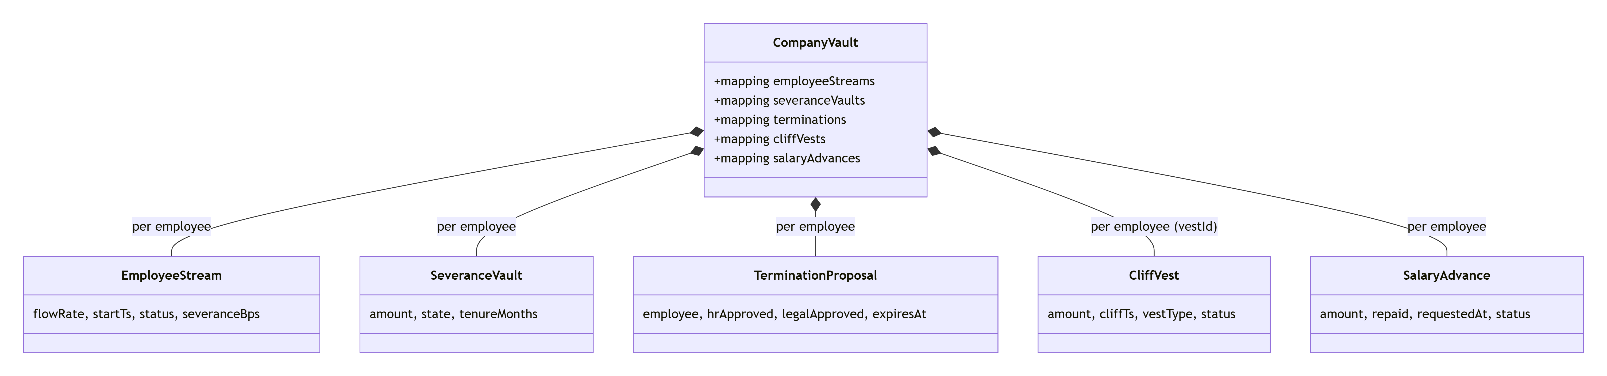 CompanyVault
+mapping employeeStreams
+mapping severanceVaults
+mapping terminations
+mapping cliffVests
+mapping salaryAdvances
per employee
per employee
per employee
per employee (vestId)
per employee
EmployeeStream
flowRate, startTs, status, severanceBps
SeveranceVault
amount, state, tenureMonths
TerminationProposal
employee, hrApproved, legalApproved, expiresAt
CliffVest
amount, cliffTs, vestType, status
SalaryAdvance
amount, repaid, requestedAt, status